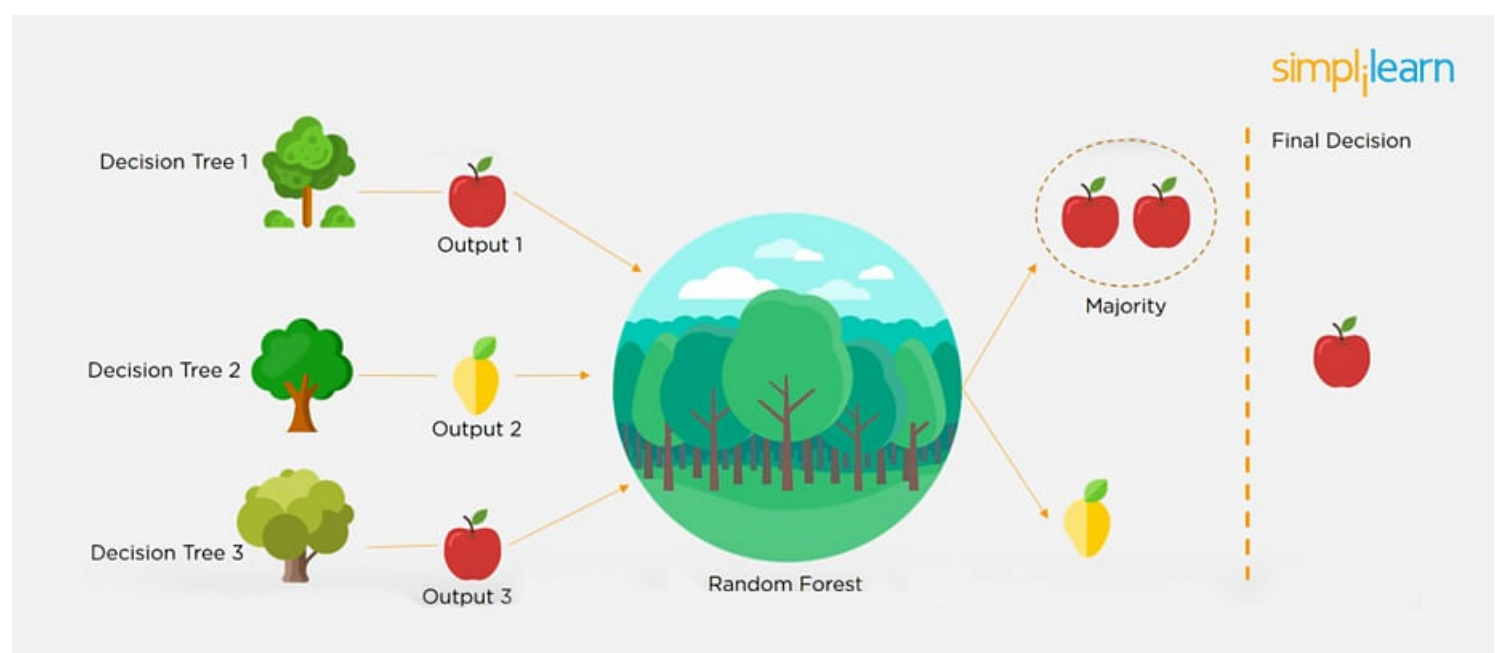 simplilearn
Final Decision
Decision Tree 1
Output 1
Majority
Decision Tree 2
Output 2
Decision Tree 3
Output 3
Random Forest